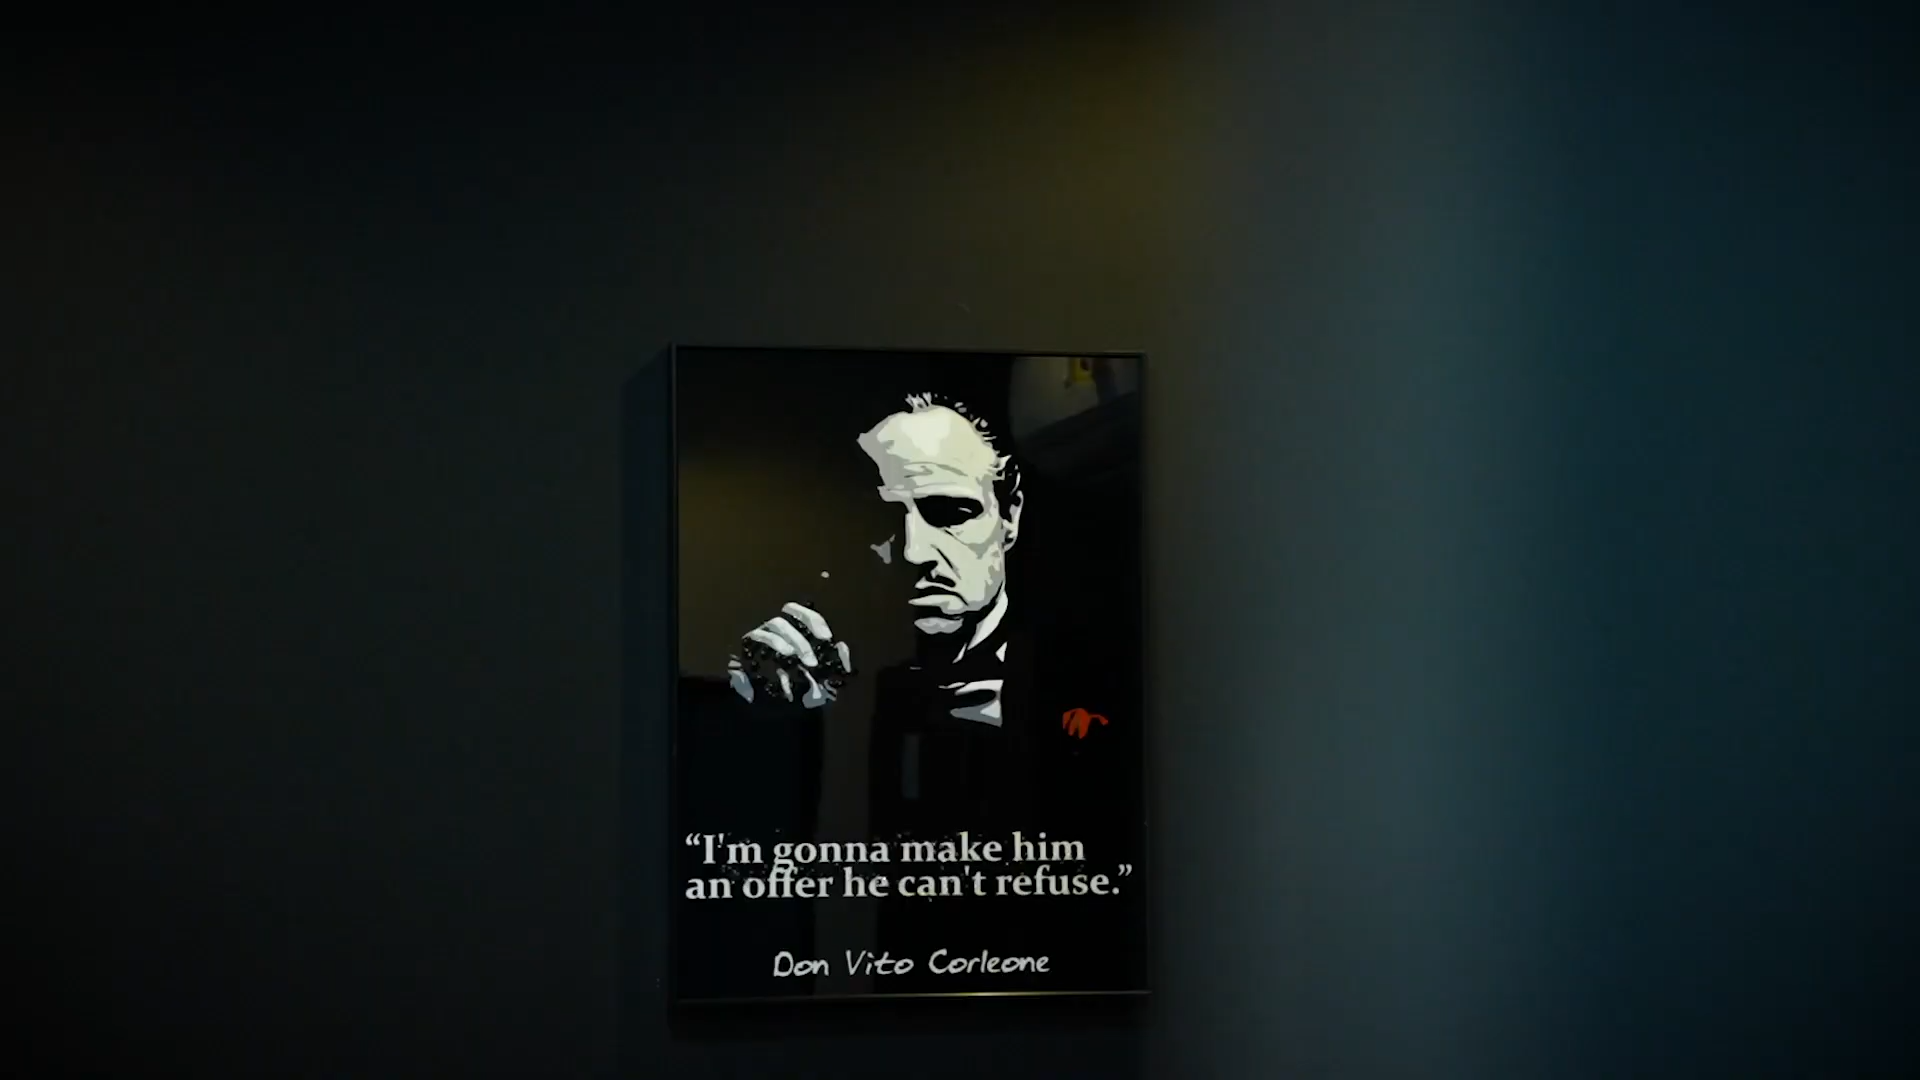 “I'm gonna make him
an offer he can't refuse.”
Don Vito Corleone